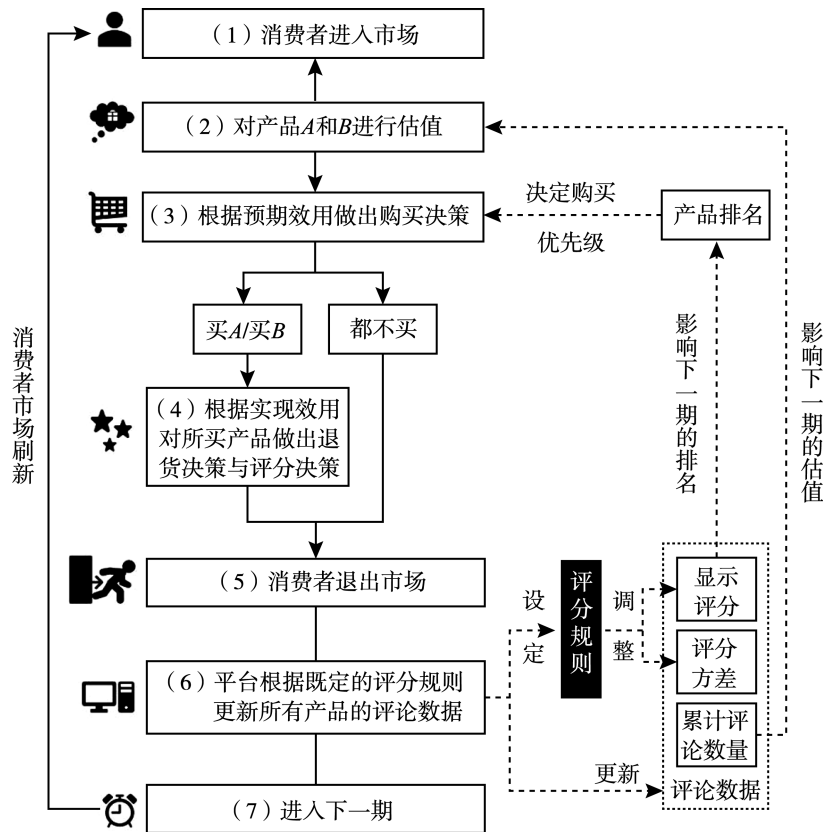 （1）消费者进入市场
（2）对产品A和B进行估值
（3）根据预期效用做出购买决策
决定购买
优先级
产品排名
买A/买B
都不买
（4）根据实现效用
对所买产品做出退
货决策与评分决策
消费者市场刷新
影响下一期的排名
影响下一期的估值
（5）消费者退出市场
设定
评分规则
调整
显示
评分
评分
方差
累计评
论数量
评论数据
（6）平台根据既定的评分规则
更新所有产品的评论数据
更新
（7）进入下一期